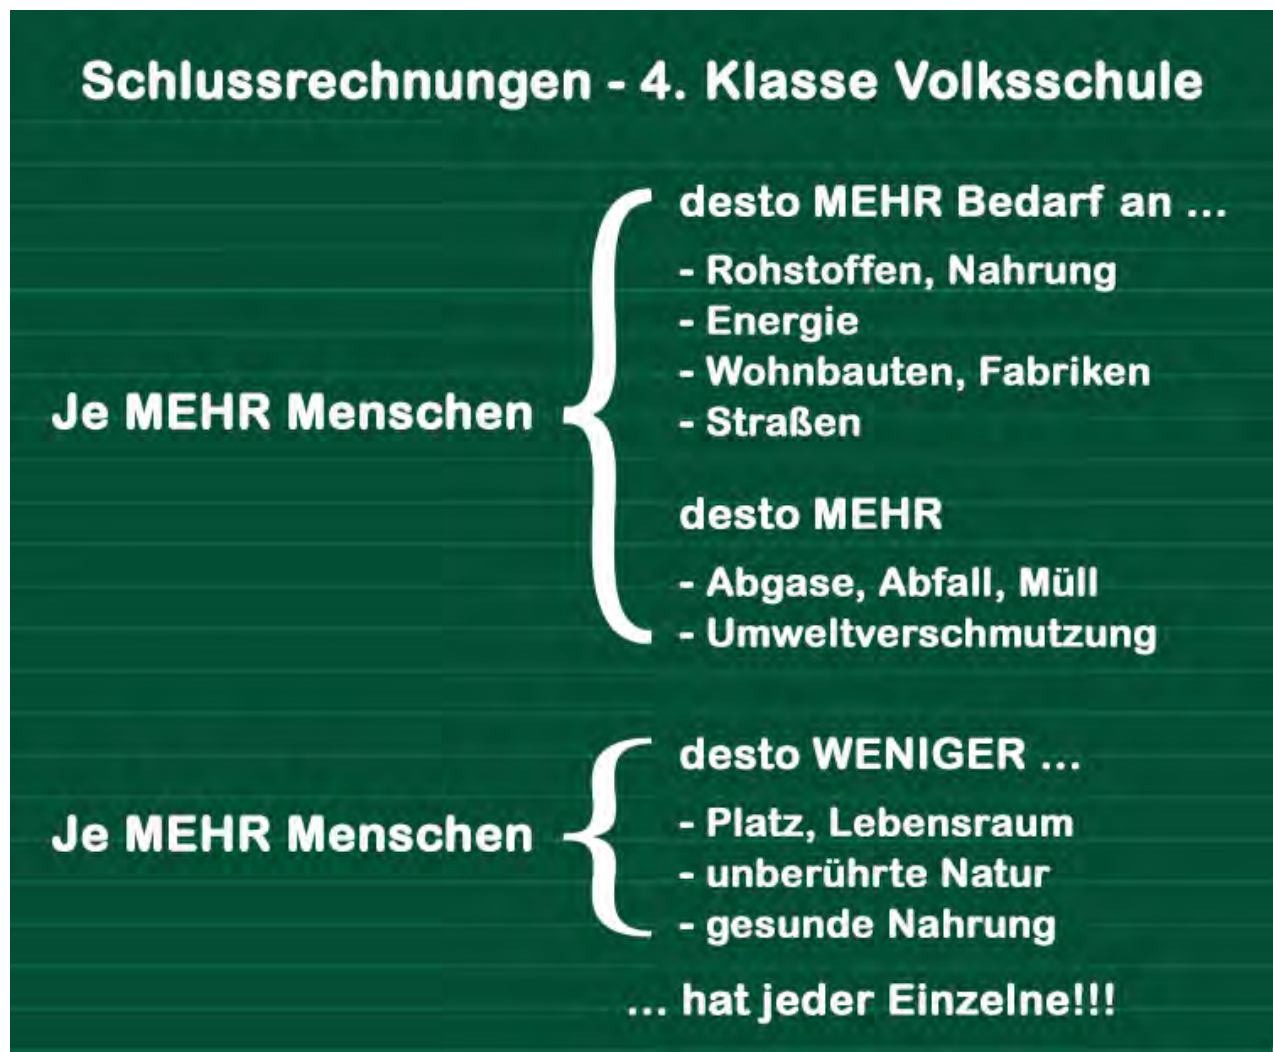 Schlussrechnungen - 4. Klasse Volksschule
Je MEHR Menschen
desto MEHR Bedarf an ...
- Rohstoffen, Nahrung
- Energie
- Wohnbauten, Fabriken
- Straßen
desto MEHR
- Abgase, Abfall, Müll
- Umweltverschmutzung
Je MEHR Menschen
desto WENIGER ...
- Platz, Lebensraum
- unberührte Natur
- gesunde Nahrung
... hat jeder Einzelne!!!